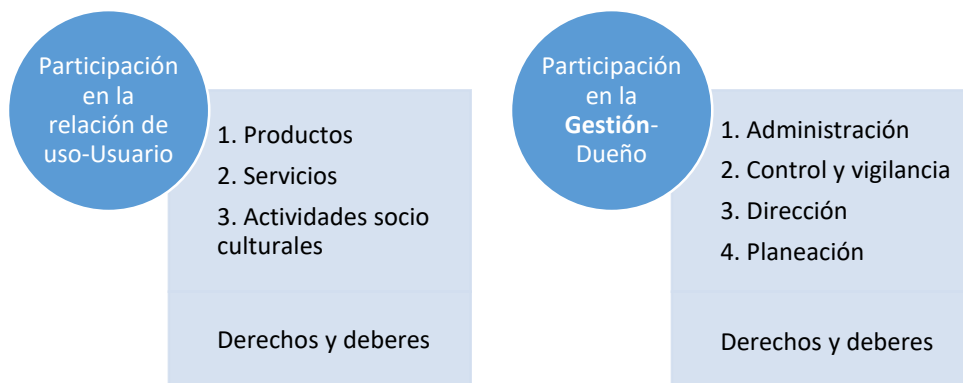 Participación
en la
relación de
uso-Usuario
1. Productos
2. Servicios
3. Actividades socio
culturales
Derechos y deberes
Participación
en la
Gestión-
Dueño
1. Administración
2. Control y vigilancia
3. Dirección
4. Planeación
Derechos y deberes